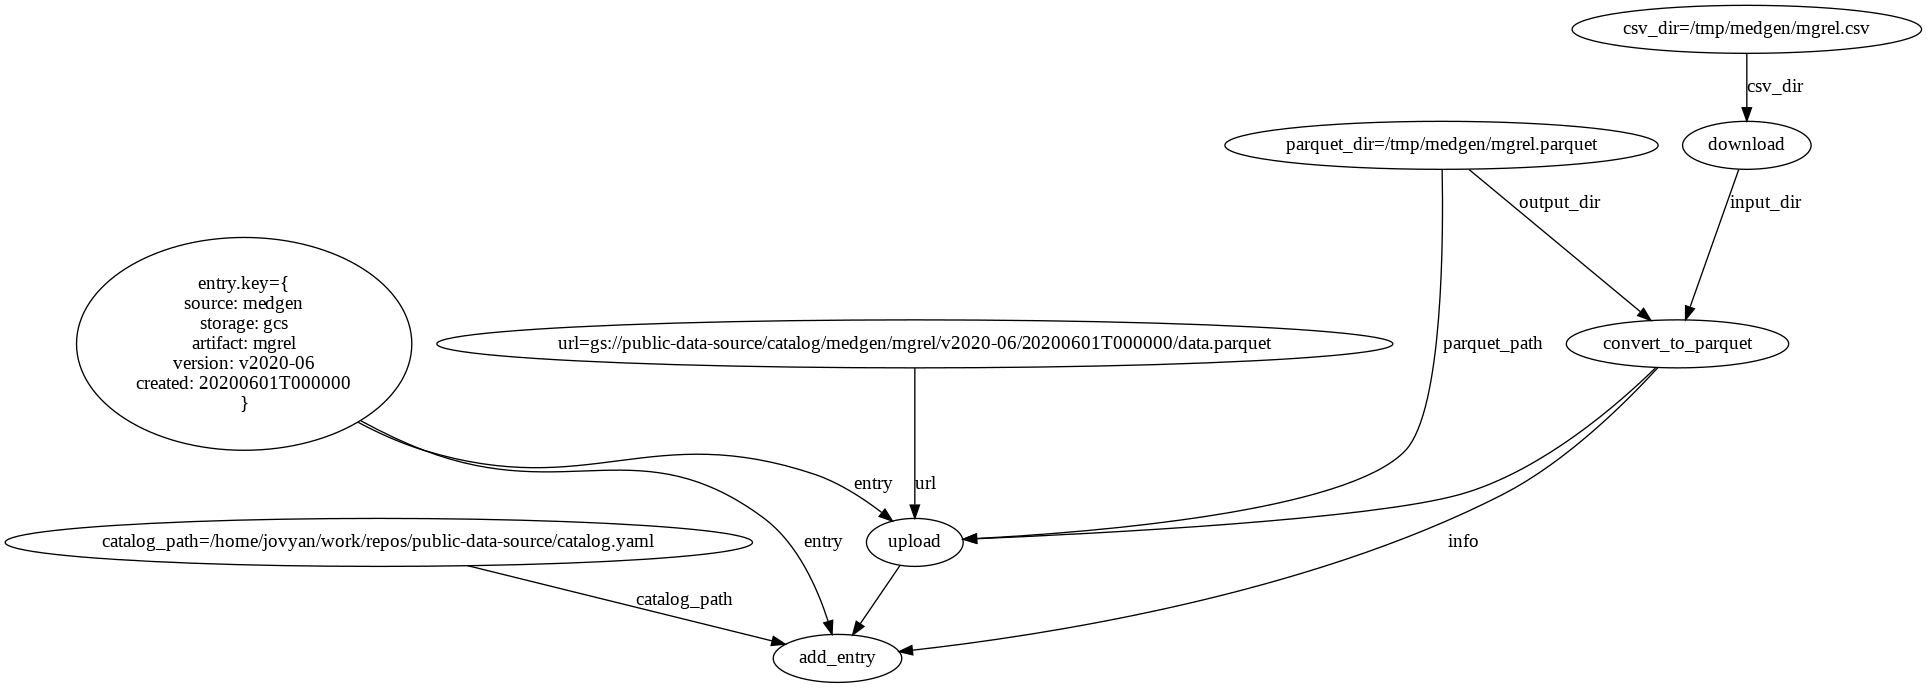 csv_dir=/tmp/medgen/mgrel.csv
csv_dir
parquet_dir=/tmp/medgen/mgrel.parquet
download
output_dir
input_dir
entry.key={
source: medgen
storage: gcs
artifact: mgrel
version: v2020-06
created: 20200601T000000
}
url=gs://public-data-source/catalog/medgen/mgrel/v2020-06/20200601T000000/data.parquet
parquet_path
convert_to_parquet
entry
url
catalog_path=/home/jovyan/work/repos/public-data-source/catalog.yaml
entry
upload
info
catalog_path
add_entry